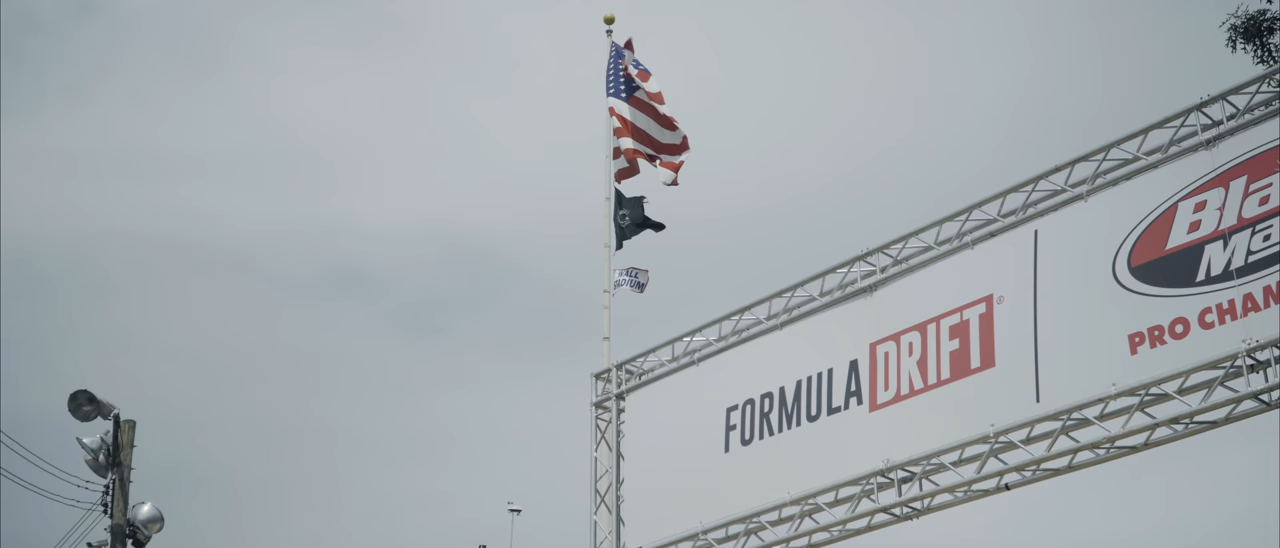 WALL
STADIUM
FORMULA DRIFT®
Bla
Ma
PRO CHAM